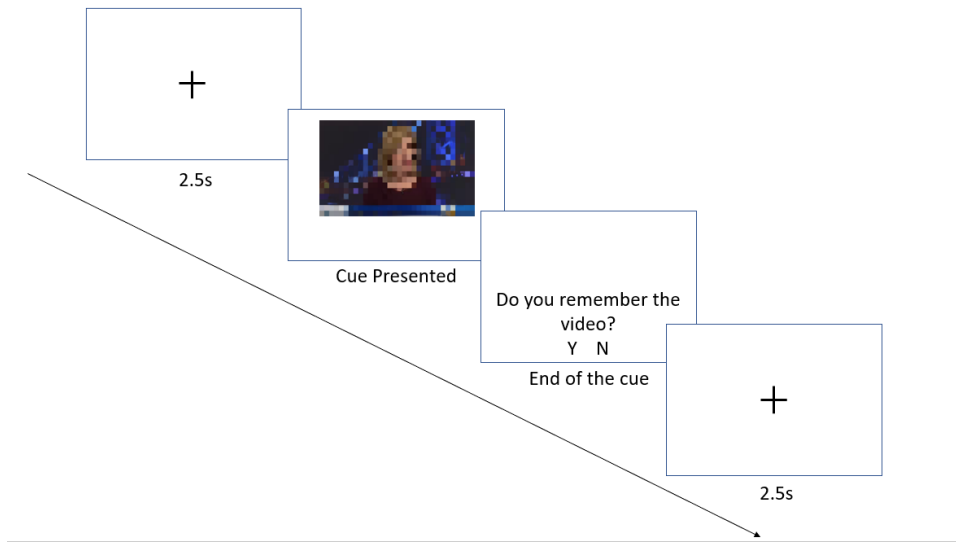 2.5s
Cue Presented
Do you remember the
video?
Y N
End of the cue
2.5s